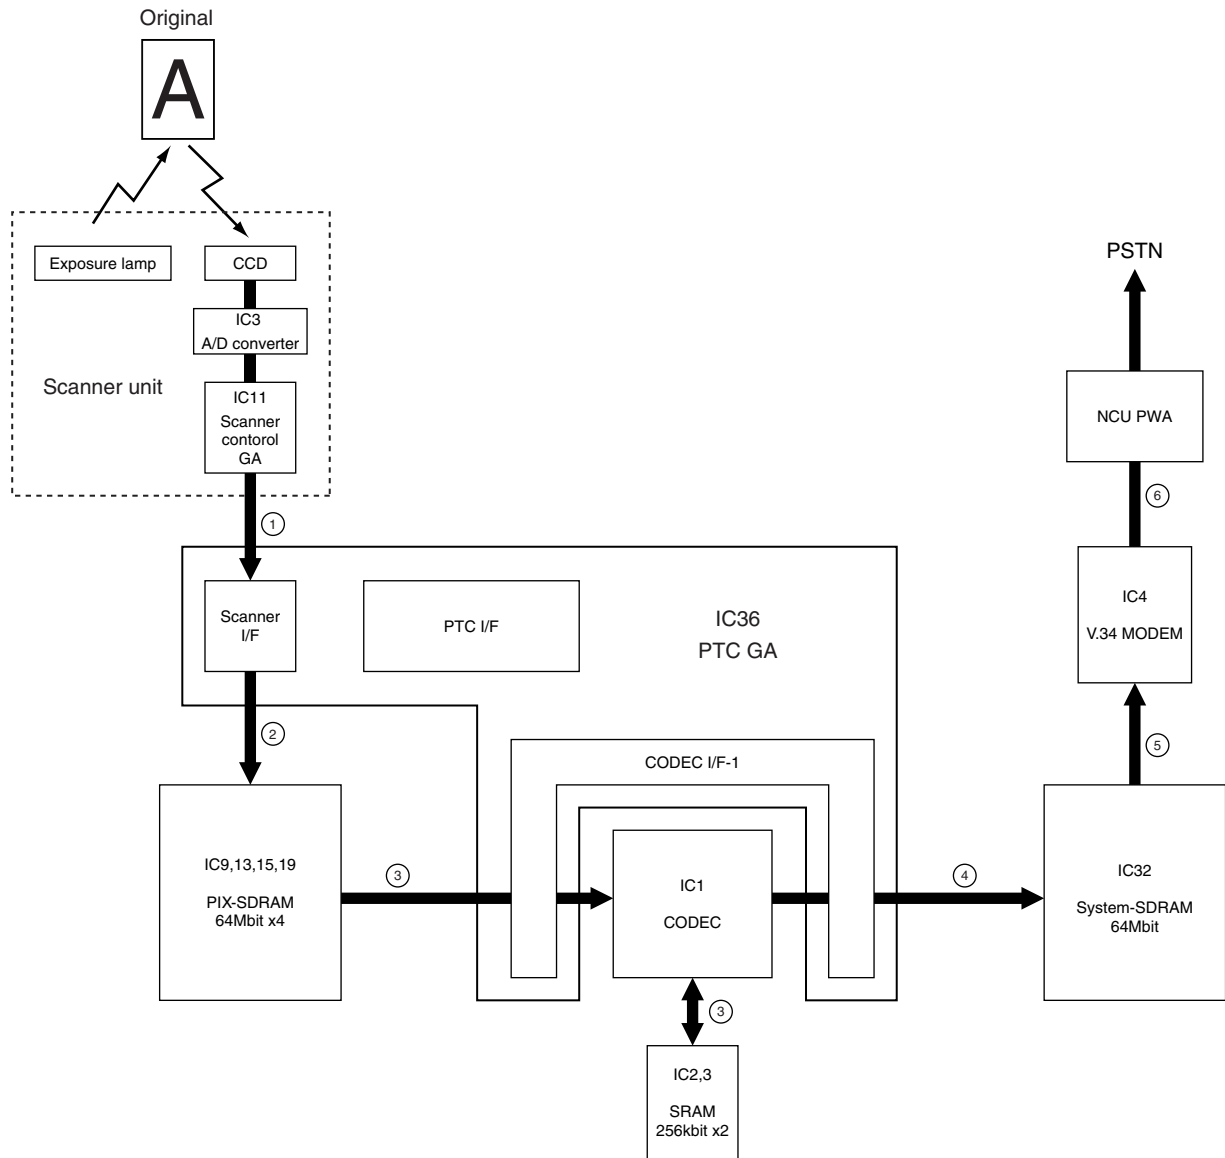 Original
A
Exposure lamp
CCD
IC3
A/D converter
Scanner unit
IC11
Scanner
contorol
GA
1
Scanner
I/F
PTC I/F
IC36
PTC GA
2
CODEC I/F-1
IC9,13,15,19
PIX-SDRAM
64Mbit x4
3
IC1
CODEC
3
IC2,3
SRAM
256kbit x2
4
IC32
System-SDRAM
64Mbit
5
IC4
V.34 MODEM
6
NCU PWA
PSTN